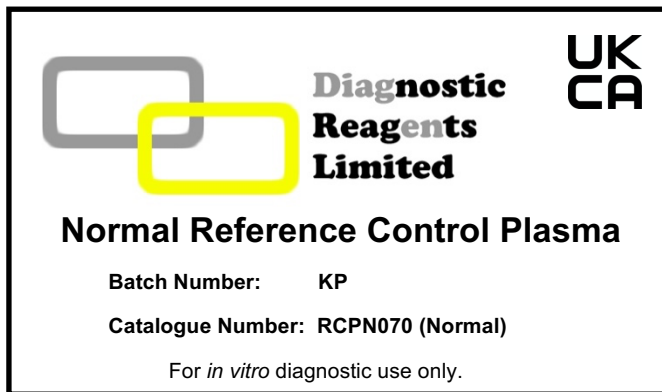 UK
CA
Diagnostic
Reagents
Limited
Normal Reference Control Plasma
Batch Number: KP
Catalogue Number: RCPN070 (Normal)
For in vitro diagnostic use only.